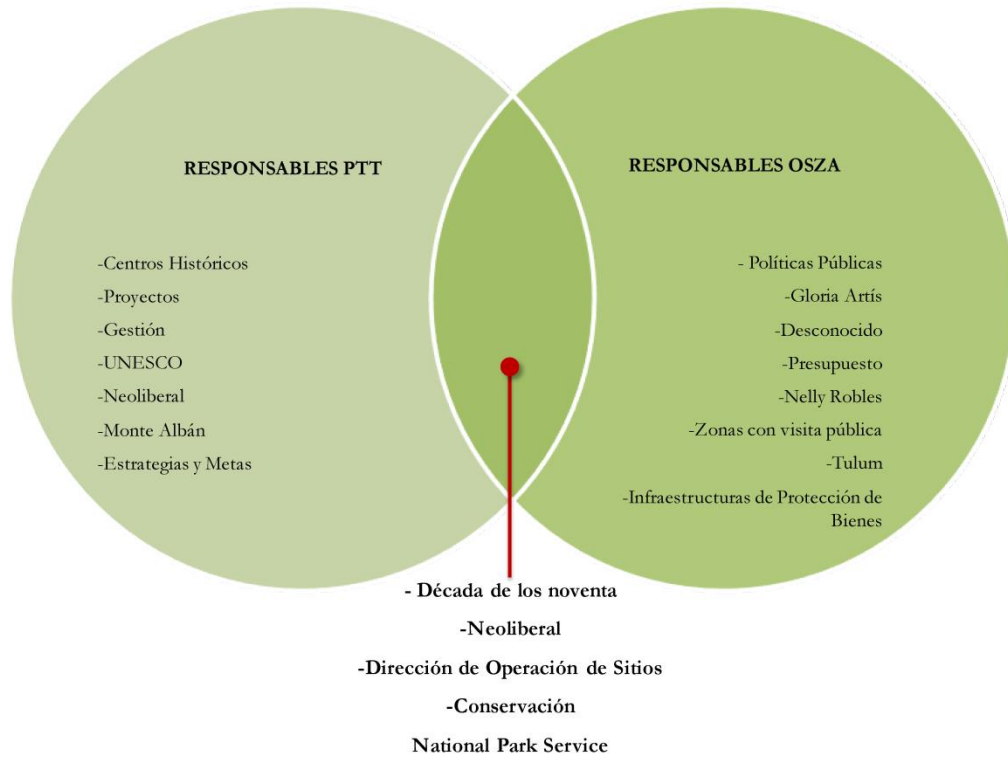 RESPONSABLES PTT
-Centros Históricos
-Proyectos
-Gestión
-UNESCO
-Neoliberal
-Monte Albán
-Estrategias y Metas
RESPONSABLES OSZA
- Políticas Públicas
-Gloria Artís
-Desconocido
-Presupuesto
-Nelly Robles
-Zonas con visita pública
-Tulum
-Infraestructuras de Protección de
Bienes
- Década de los noventa
-Neoliberal
-Dirección de Operación de Sitios
-Conservación
National Park Service